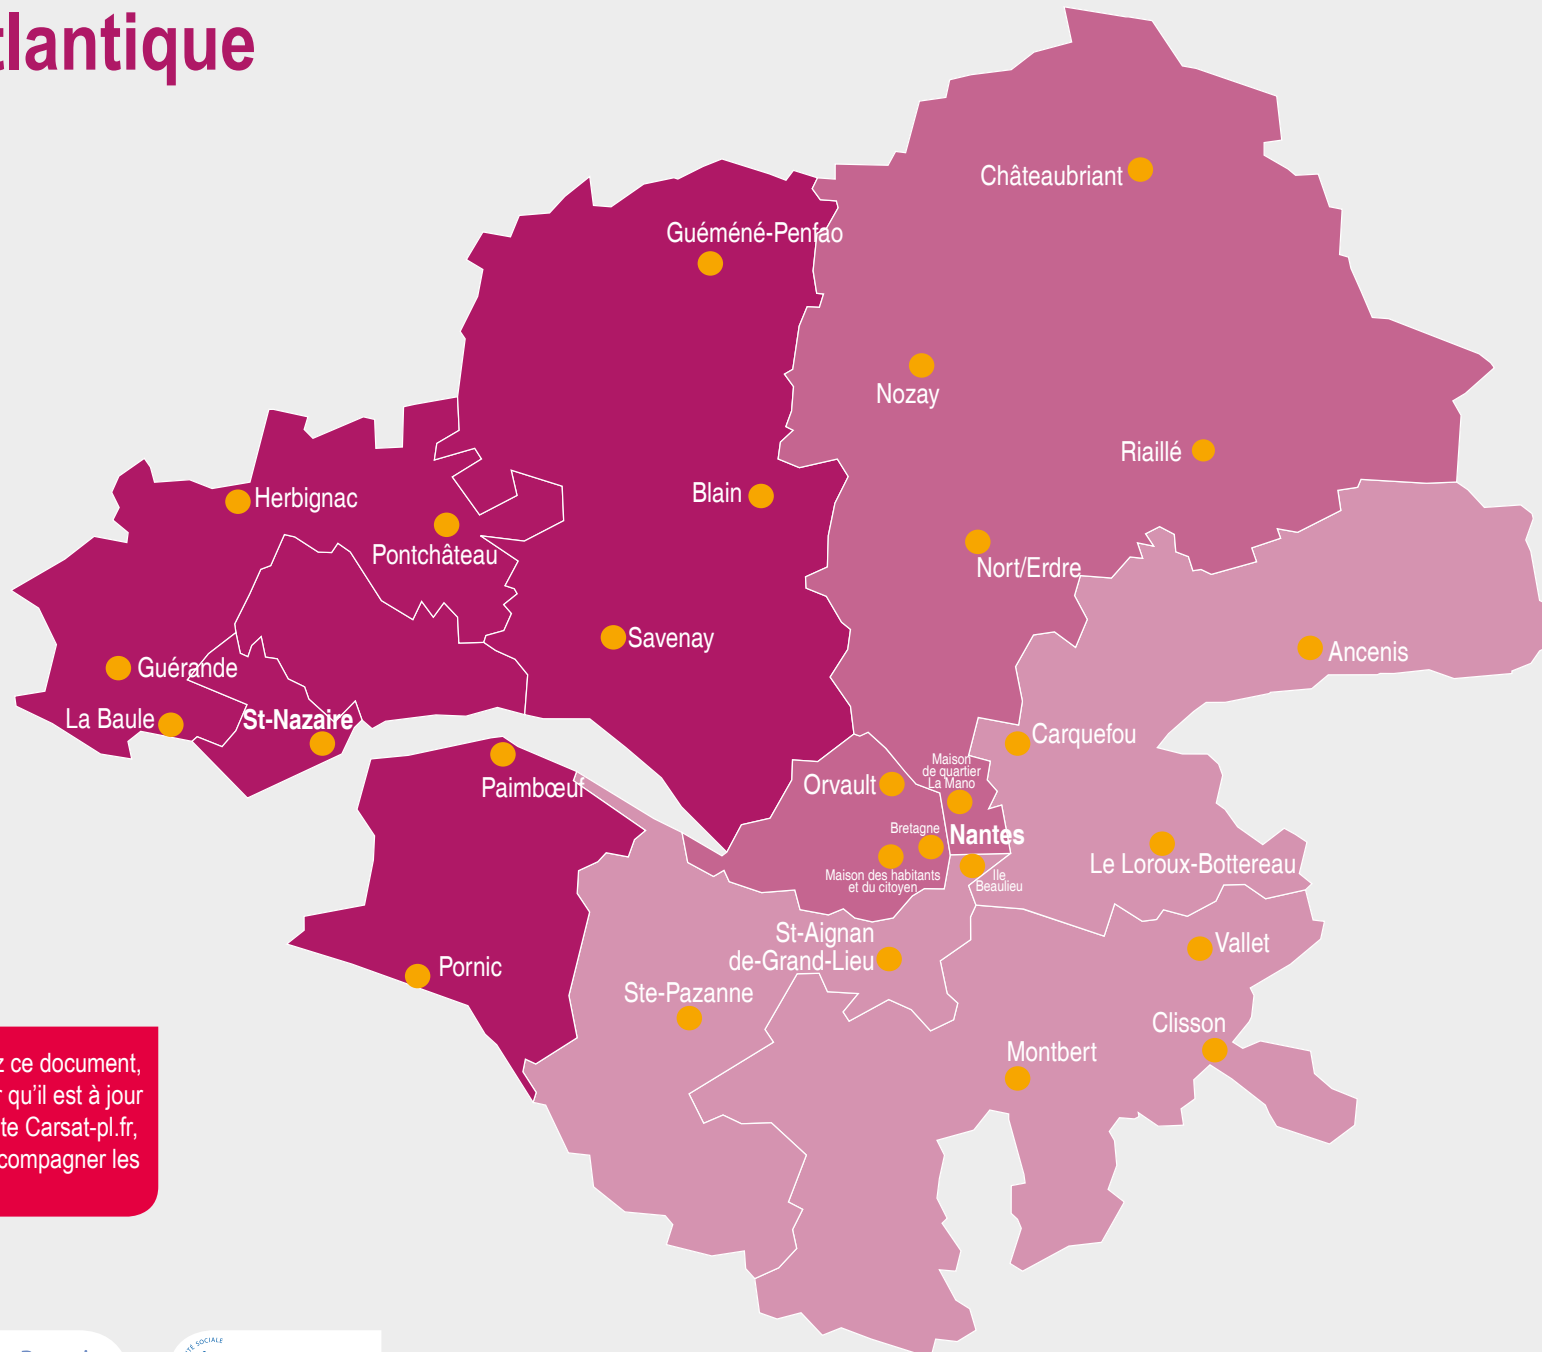 tlantique
Châteaubriant
Guéméné-Penfao
Nozay
Riaillé
Herbignac
Blain
Pontchâteau
Nort/Erdre
Savenay
Guérande
Ancenis
La Baule
St-Nazaire
Carquefou
Paimbœuf
Orvault
Maison
de quartier
La Mano
Bretagne
Nantes
Maison des habitants
et du citoyen
Ile
Beaulieu
Le Loroux-Bottereau
St-Aignan
de-Grand-Lieu
Vallet
Pornic
Ste-Pazanne
Clisson
Montbert
z ce document,
r qu’il est à jour
te Carsat-pl.fr,
compagner les
SOCIALE